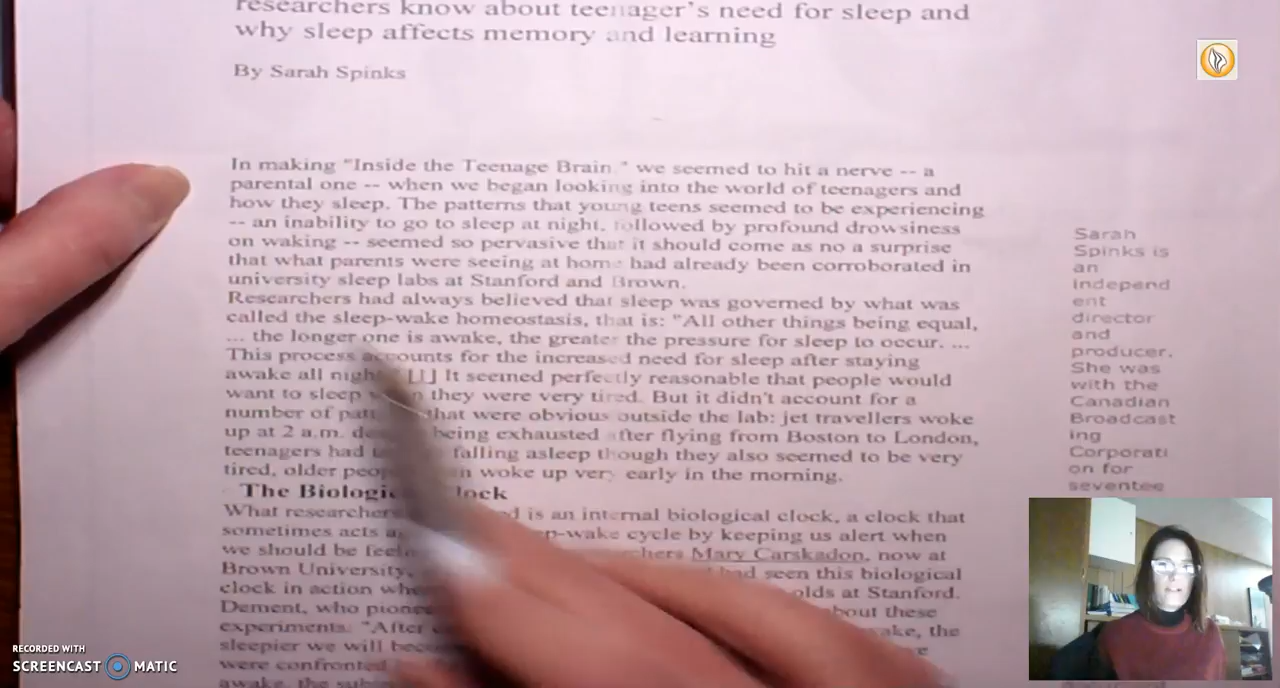 researchers know about teenager's need for sleep and
why sleep affects memory and learning
By Sarah Spinks
In making "Inside the Teenage Brain " we seemed to hit a nerve -- a
parental one -- when we began looking into the world of teenagers and
how they sleep. The patterns that young teens seemed to be experiencing
-- an inability to go to sleep at night, followed by profound drowsiness
on waking -- seemed so pervasive that it should come as no a surprise
that what parents were seeing at home had already been corroborated in
university sleep labs at Stanford and Brown.
Researchers had always believed that sleep was governed by what was
called the sleep-wake homeostasis, that is: "All other things being equal,
... the longer one is awake, the greater the pressure for sleep to occur. ...
This process accounts for the increased need for sleep after staying
awake all [1] It seemed perfectly reasonable that people would
want to sleep they were very tired. But it didn't account for a
number of that were obvious outside the lab: jet travellers woke
up at 2 a.m. being exhausted after flying from Boston to London,
teenagers had falling asleep though they also seemed to be very
tired, older woke up very early in the morning.
The
What is an internal biological clock, a clock that
sometimes acts cycle by keeping us alert when
we should be Mary Carskadon, now at
Brown University, had seen this biological
clock in action at Stanford.
Dement, who about these
experiments: "After the
sleepier we will
were confronted
awake, the
Sarah
Spinks is
an
independ
ent
director
and
producer.
She was
with the
Canadian
Broadcast
ing
Corporati
on for
seventee
RECORDED WITH
SCREENCAST MATIC